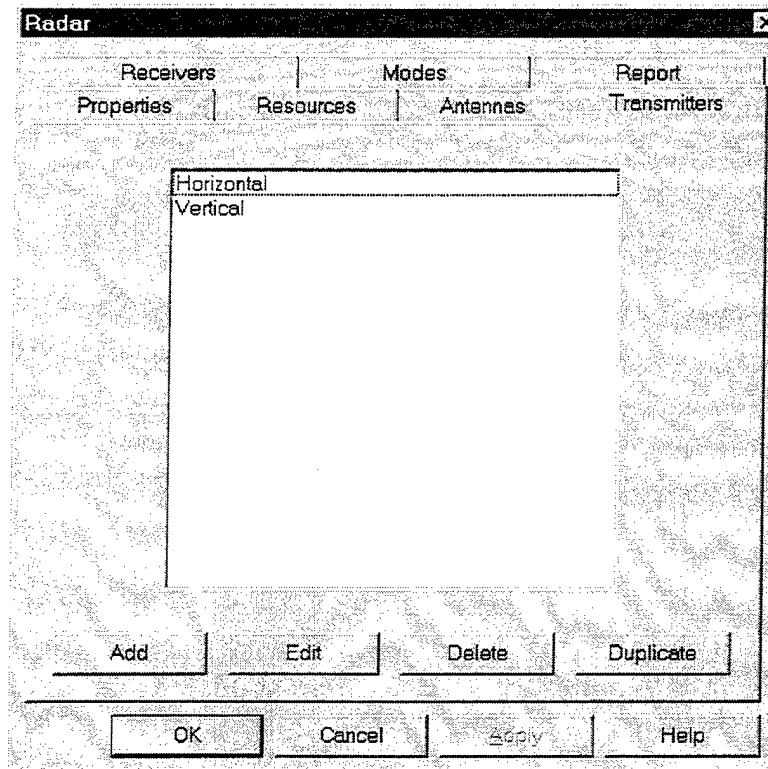 Radar
Receivers Modes Report
Properties Resources Antennas Transmitters
Horizontal
Vertical
Add Edit Delete Duplicate
OK Cancel Apply Help